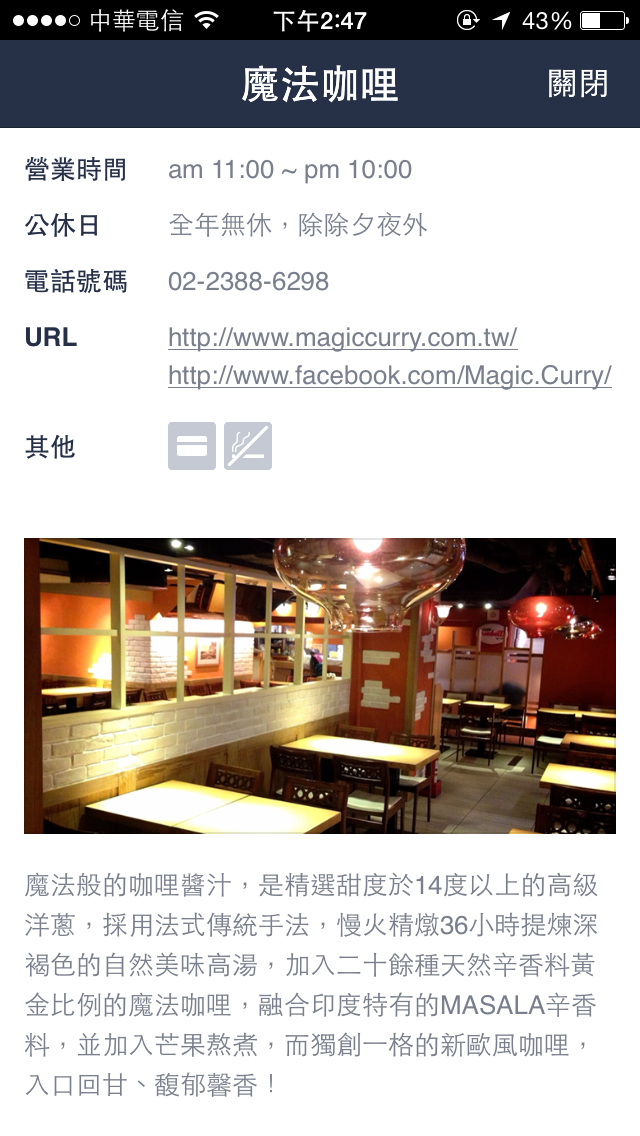 中華電信 下午2:47 43%
魔法咖哩 關閉
營業時間 am 11:00 ~ pm 10:00
公休日 全年無休，除除夕夜外
電話號碼 02-2388-6298
URL http://www.magiccurry.com.tw/
http://www.facebook.com/Magic.Curry/
其他
魔法般的咖哩醬汁，是精選甜度於14度以上的高級
洋蔥，採用法式傳統手法，慢火精燉36小時提煉深
褐色的自然美味高湯，加入二十餘種天然辛香料黃
金比例的魔法咖哩，融合印度特有的MASALA辛香
料，並加入芒果熬煮，而獨創一格的新歐風咖哩，
入口回甘、馥郁馨香！